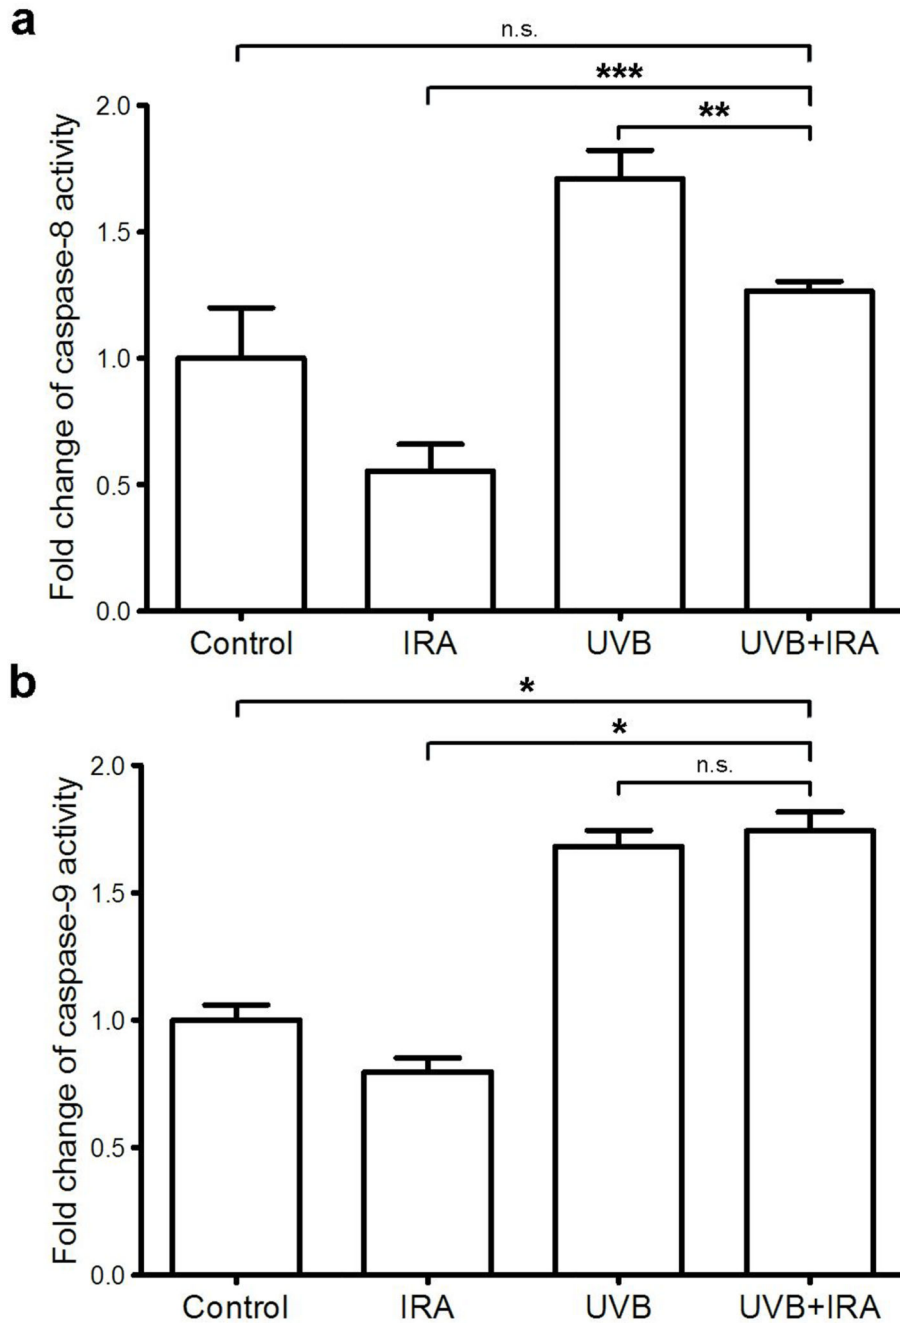 a
n.s.
***
**
Fold change of caspase-8 activity
2.0
1.5
1.0
0.5
0.0
Control IRA UVB UVB+IRA
b
*
*
n.s.
Fold change of caspase-9 activity
2.0
1.5
1.0
0.5
0.0
Control IRA UVB UVB+IRA